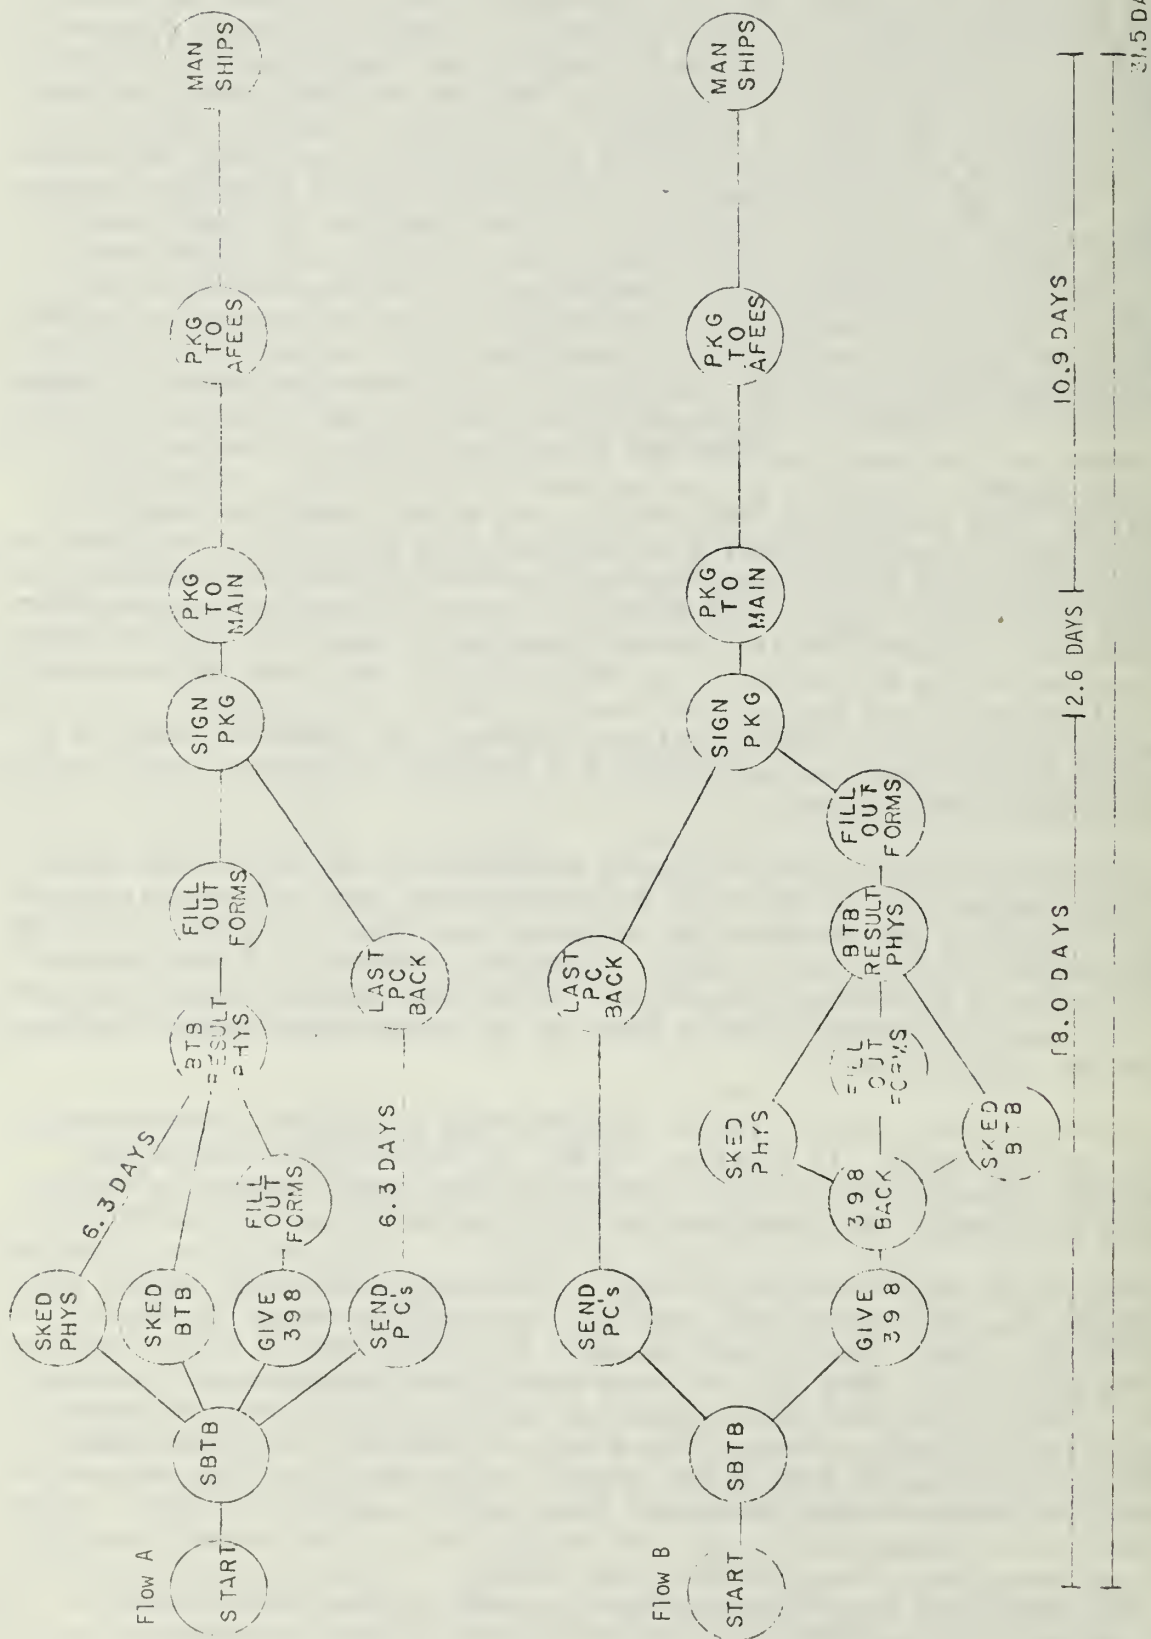 Flow A
START
SBTB
SKED
PHYS
SKED
BTB
GIVE
398
SEND
PC's
6.3 DAYS
FILL
OUT
FORMS
6.3 DAYS
BTB
RESULT
PHYS
LAST
PC
BACK
FILL
OUT
FORMS
SIGN
PKG
PKG
TO
MAIN
PKG
TO
AFEES
MAN
SHIPS
Flow B
START
SBTB
SEND
PC's
GIVE
398
398
BACK
SKED
PHYS
FILL
OUT
FORMS
SKED
BTB
LAST
PC
BACK
BTB
RESULT
PHYS
FILL
OUT
FORMS
SIGN
PKG
PKG
TO
MAIN
PKG
TO
AFEES
MAN
SHIPS
18.0 DAYS
2.6 DAYS
10.9 DAYS